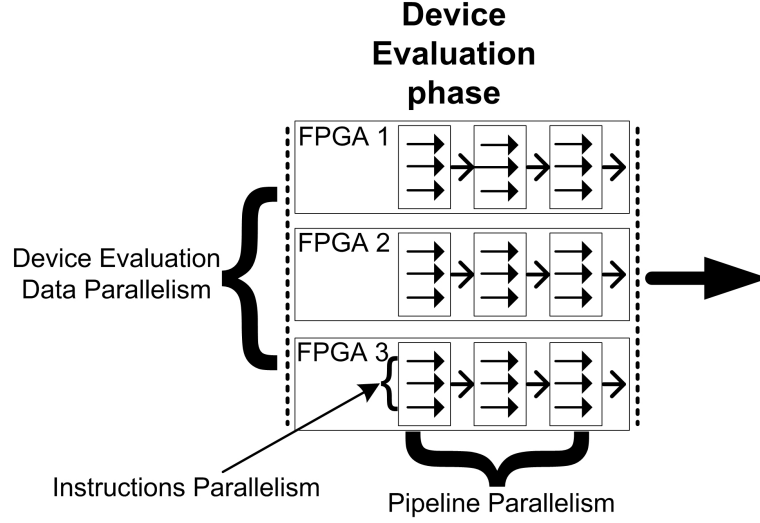 Device
Evaluation
phase
FPGA 1
FPGA 2
Device Evaluation
Data Parallelism
FPGA 3
Instructions Parallelism
Pipeline Parallelism